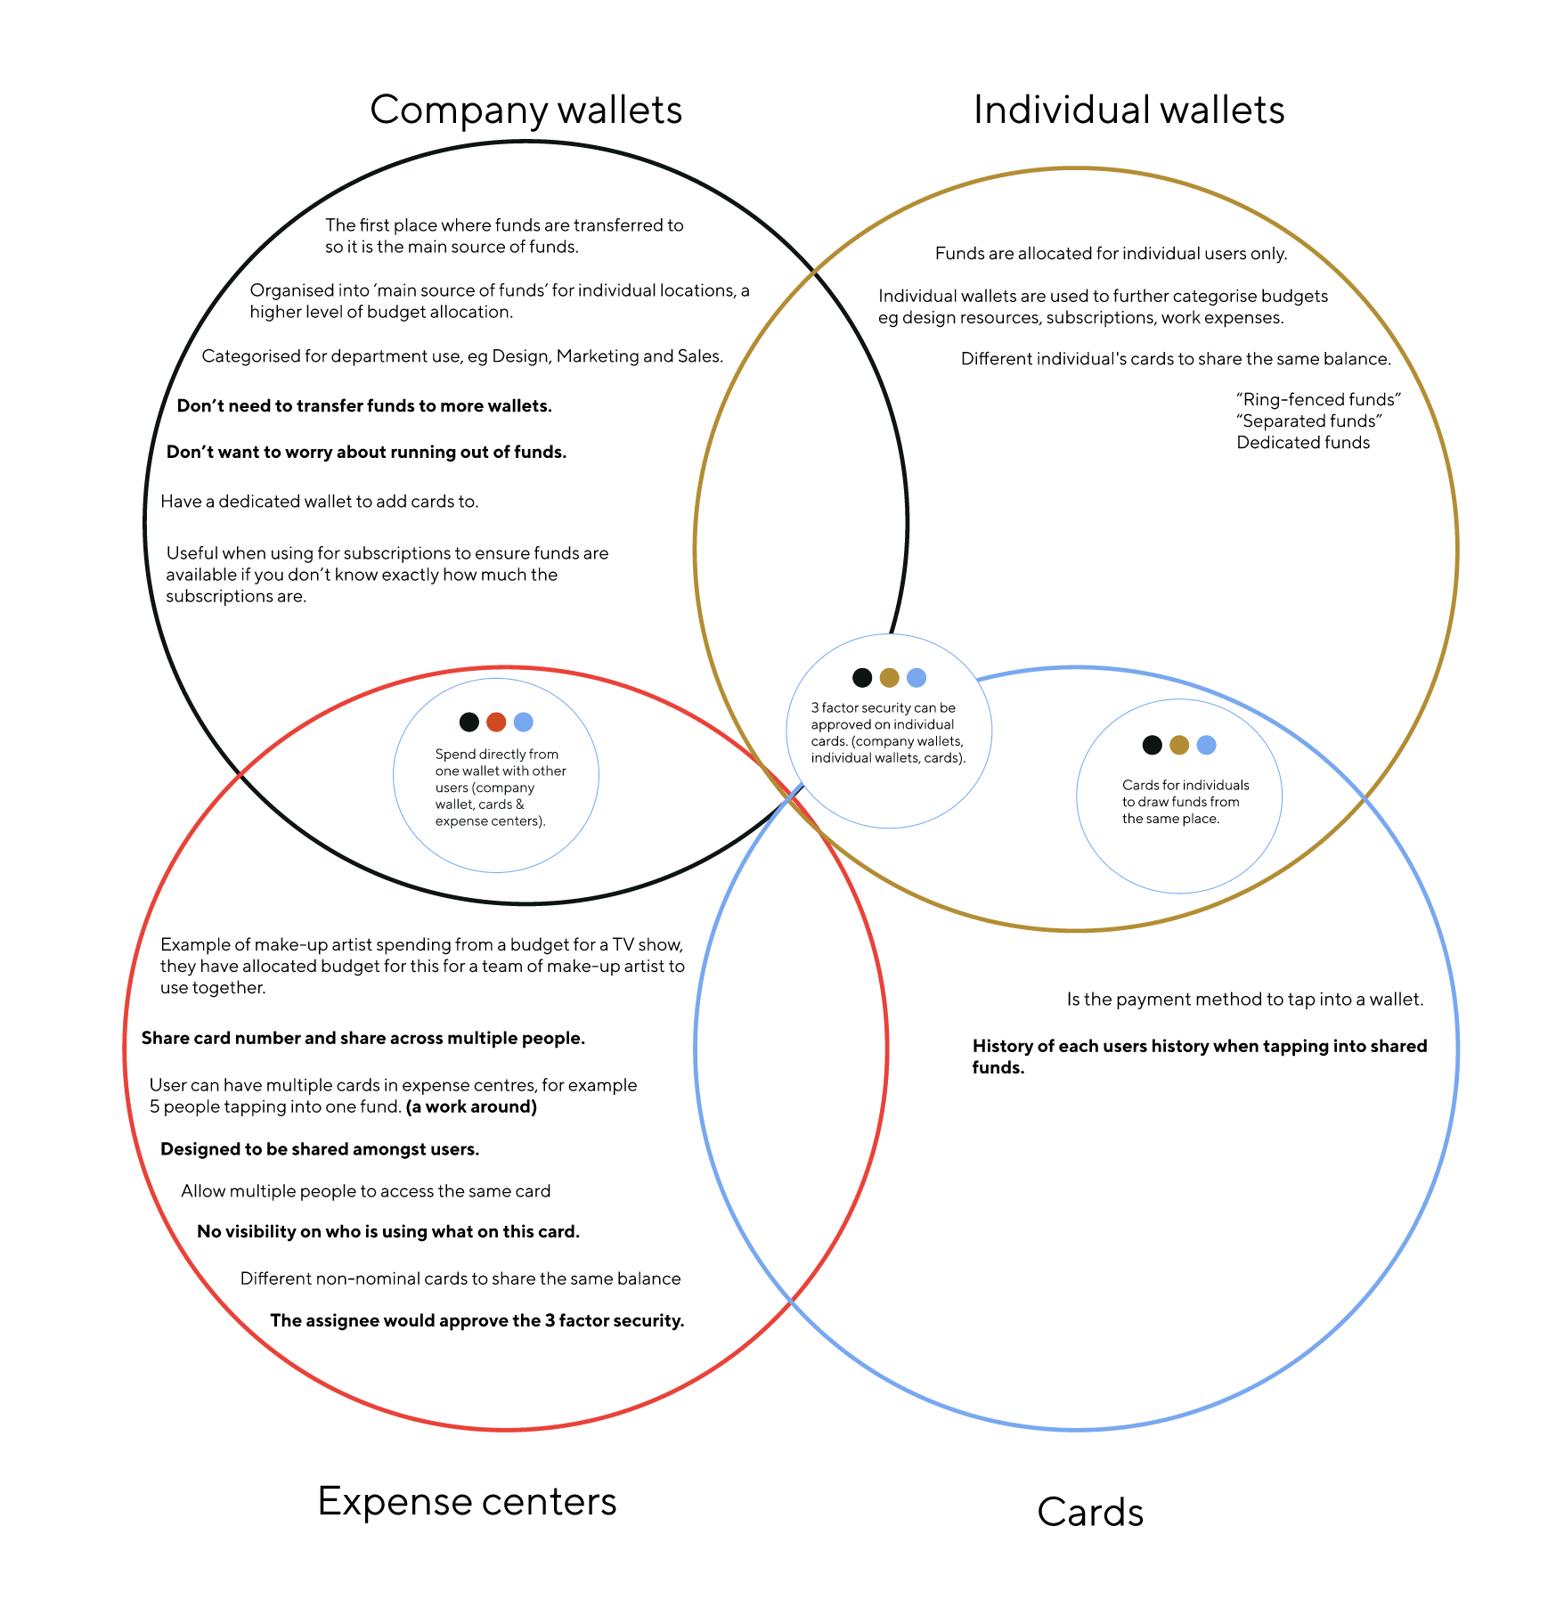 Company wallets
Individual wallets
The first place where funds are transferred to
so it is the main source of funds.
Organised into ‘main source of funds’ for individual locations, a
higher level of budget allocation.
Categorised for department use, eg Design, Marketing and Sales.
Don’t need to transfer funds to more wallets.
Don’t want to worry about running out of funds.
Have a dedicated wallet to add cards to.
Useful when using for subscriptions to ensure funds are
available if you don’t know exactly how much the
subscriptions are.
Funds are allocated for individual users only.
Individual wallets are used to further categorise budgets
eg design resources, subscriptions, work expenses.
Different individual's cards to share the same balance.
“Ring-fenced funds”
“Separated funds”
Dedicated funds
Spend directly from
one wallet with other
users (company
wallet, cards &
expense centers).
3 factor security can be
approved on individual
cards. (company wallets,
individual wallets, cards).
Cards for individuals
to draw funds from
the same place.
Example of make-up artist spending from a budget for a TV show,
they have allocated budget for this for a team of make-up artist to
use together.
Share card number and share across multiple people.
User can have multiple cards in expense centres, for example
5 people tapping into one fund. (a work around)
Designed to be shared amongst users.
Allow multiple people to access the same card
No visibility on who is using what on this card.
Different non-nominal cards to share the same balance
The assignee would approve the 3 factor security.
Is the payment method to tap into a wallet.
History of each users history when tapping into shared
funds.
Expense centers
Cards